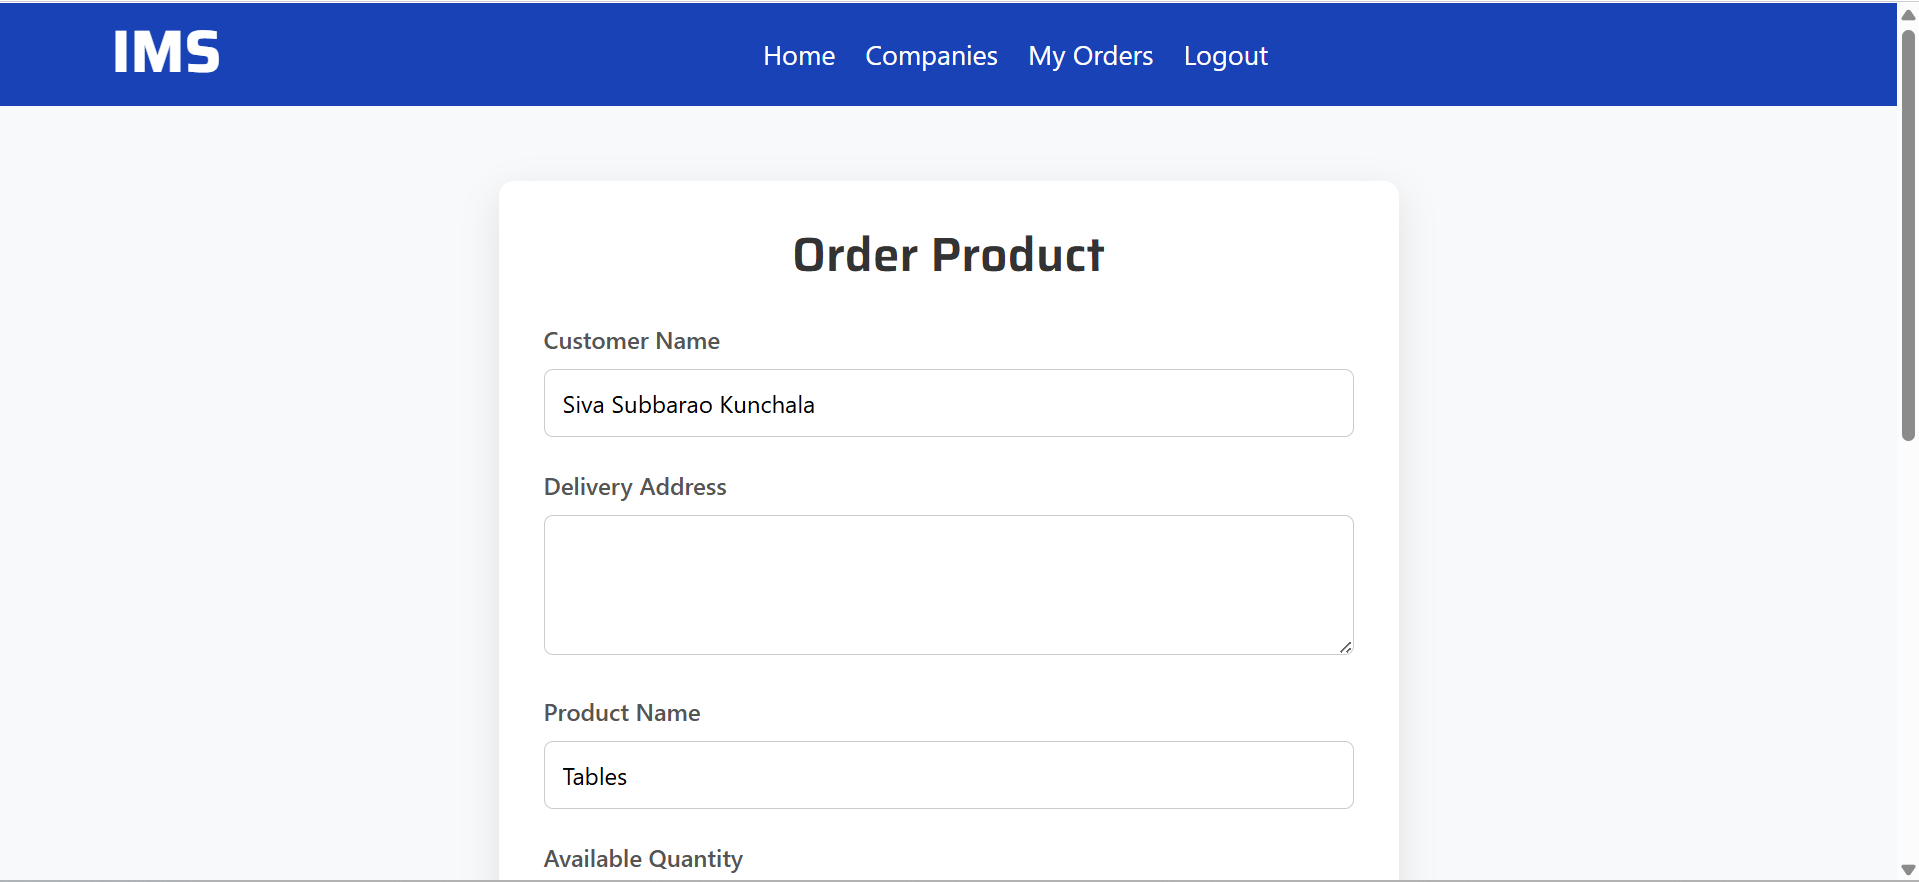 IMS
Home Companies My Orders Logout
Order Product
Customer Name
Siva Subbarao Kunchala
Delivery Address
Product Name
Tables
Available Quantity